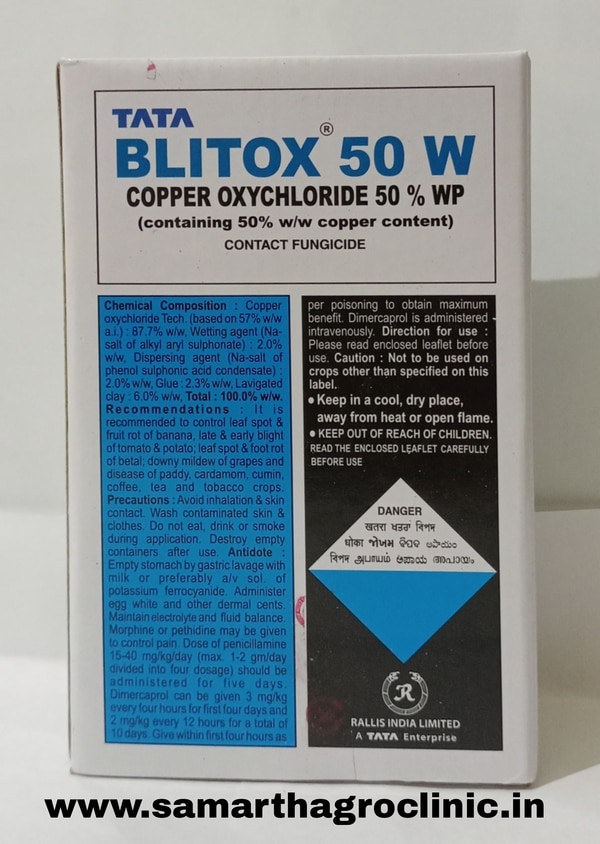 TATA
BLITOX® 50 W
COPPER OXYCHLORIDE 50 % WP
(containing 50% w/w copper content)
CONTACT FUNGICIDE
Chemical Composition : Copper
oxychloride Tech. (based on 57% w/w
a.i.) : 87.7% w/w, Wetting agent (Na-
salt of alkyl aryl sulphonate) : 2.0%
w/w, Dispersing agent (Na-salt of
phenol sulphonic acid condensate) :
2.0% w/w, Glue : 2.3% w/w, Lavigated
clay : 6.0% w/w, Total : 100.0% w/w.
Recommendations : It is
recommended to control leaf spot &
fruit rot of banana, late & early blight
of tomato & potato, leaf spot & foot rot
of betal; downy mildew of grapes and
disease of paddy, cardamom, cumin,
coffee, tea and tobacco crops.
Precautions : Avoid inhalation & skin
contact. Wash contaminated skin &
clothes. Do not eat, drink or smoke
during application. Destroy empty
containers after use. Antidote :
Empty stomach by gastric lavage with
milk or preferably a/v sol. of
potassium ferrocyanide. Administer
egg white and other dermal cents.
Maintain electrolyte and fluid balance.
Morphine or pethidine may be given
to control pain. Dose of penicillamine
15-40 mg/kg/day (max. 1-2 gm/day
divided into four dosage) should be
administered for five days.
Dimercaprol can be given 3 mg/kg
every four hours for first four days and
2 mg/kg every 12 hours for a total of
10 days. Give within first four hours as
per poisoning to obtain maximum
benefit. Dimercaprol is administered
intravenously. Direction for use :
Please read enclosed leaflet before
use. Caution : Not to be used on
crops other than specified on this
label.
• Keep in a cool, dry place,
away from heat or open flame.
• KEEP OUT OF REACH OF CHILDREN.
READ THE ENCLOSED LEAFLET CAREFULLY
BEFORE USE
DANGER
खतरा ਖਤਰਾ বিপদ
धोका જોખમ ବିପଦ అపాయం
বিপদ அபாயம் ಅಪಾಯ അപായം
R
RALLIS INDIA LIMITED
A TATA Enterprise
www.samarthagroclinic.in